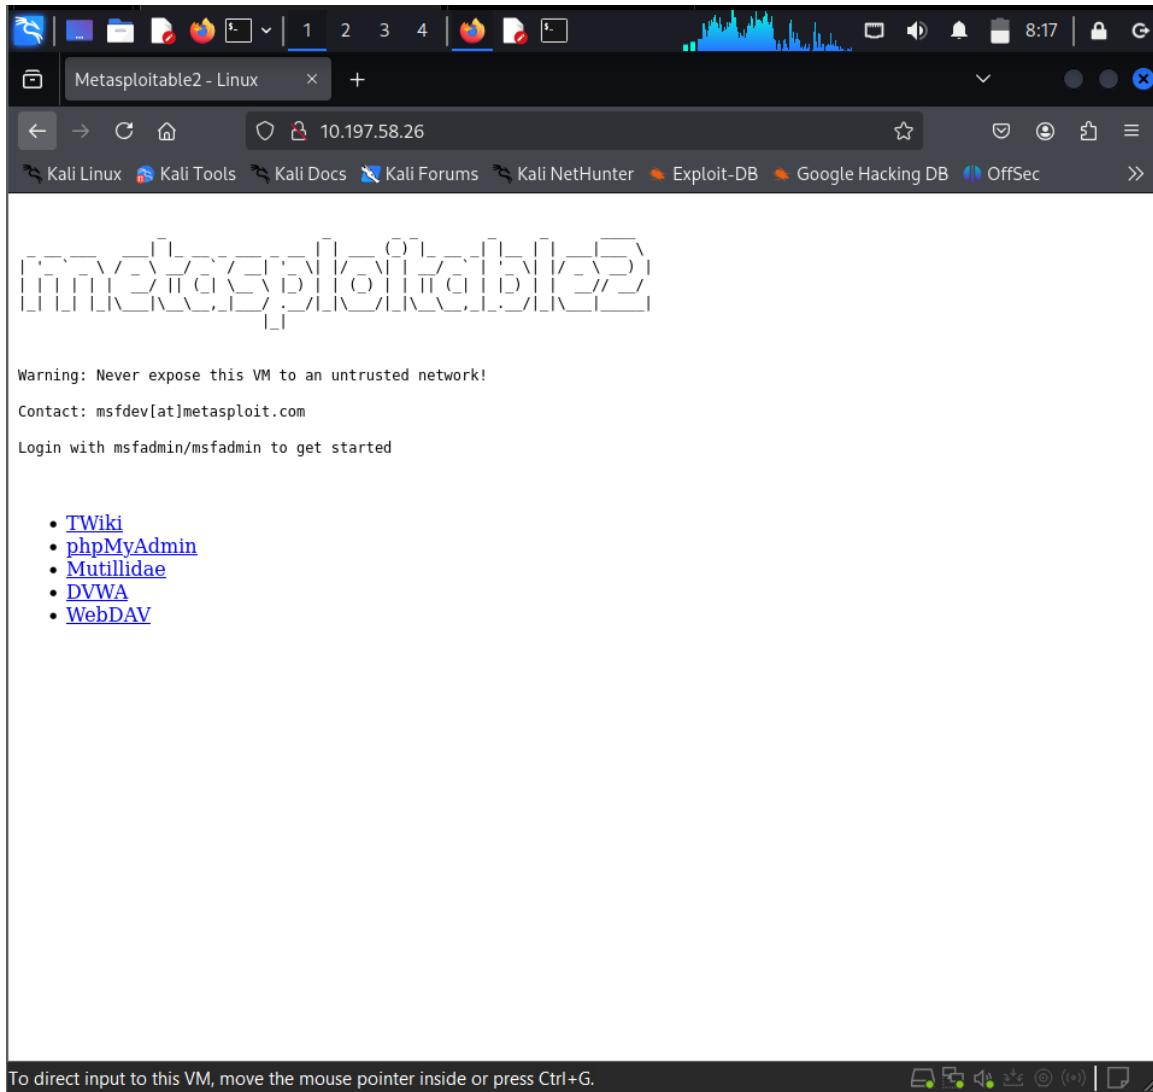 1 2 3 4 8:17
Metasploitable2 - Linux
10.197.58.26
Kali Linux Kali Tools Kali Docs Kali Forums Kali NetHunter Exploit-DB Google Hacking DB OffSec
metasploitable2
Warning: Never expose this VM to an untrusted network!
Contact: msfdev[at]metasploit.com
Login with msfadmin/msfadmin to get started
• TWiki
• phpMyAdmin
• Mutillidae
• DVWA
• WebDAV
To direct input to this VM, move the mouse pointer inside or press Ctrl+G.